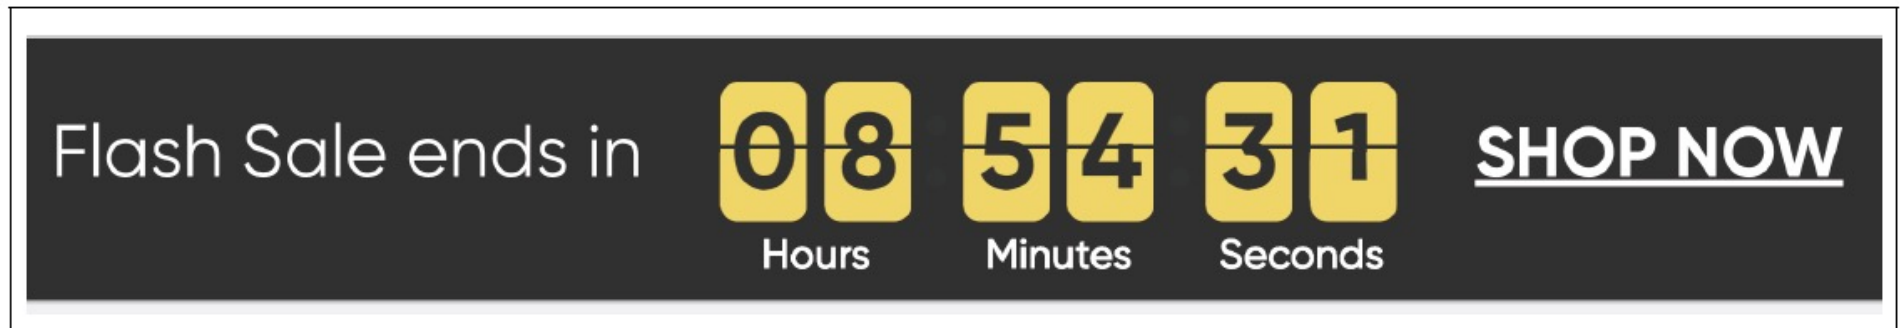 Flash Sale ends in 08 : 54 : 31 SHOP NOW
Hours Minutes Seconds